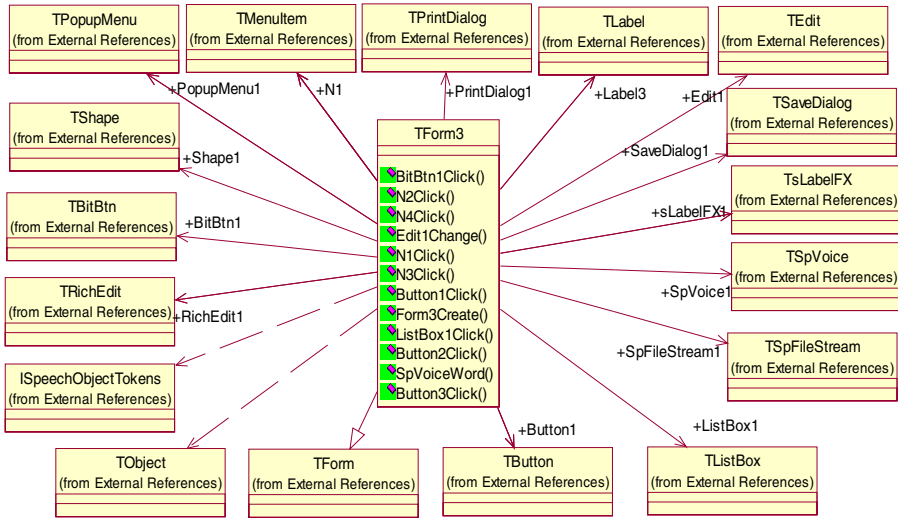 TPopupMenu
(from External References)
TMenuItem
(from External References)
TPrintDialog
(from External References)
TLabel
(from External References)
TEdit
(from External References)
+PopupMenu1
+N1
+PrintDialog1
+Label3
+Edit1
TShape
(from External References)
+Shape1
TForm3
BitBtn1Click()
N2Click()
N4Click()
Edit1Change()
N1Click()
N3Click()
Button1Click()
Form3Create()
ListBox1Click()
Button2Click()
SpVoiceWord()
Button3Click()
TSaveDialog
(from External References)
+SaveDialog1
TBitBtn
(from External References)
+BitBtn1
TsLabelFX
(from External References)
+sLabelFX1
TSpVoice
(from External References)
+SpVoice1
TRichEdit
(from External References)
+RichEdit1
TSpFileStream
(from External References)
+SpFileStream1
ISpeechObjectTokens
(from External References)
+Button1
+ListBox1
TObject
(from External References)
TForm
(from External References)
TButton
(from External References)
TListBox
(from External References)